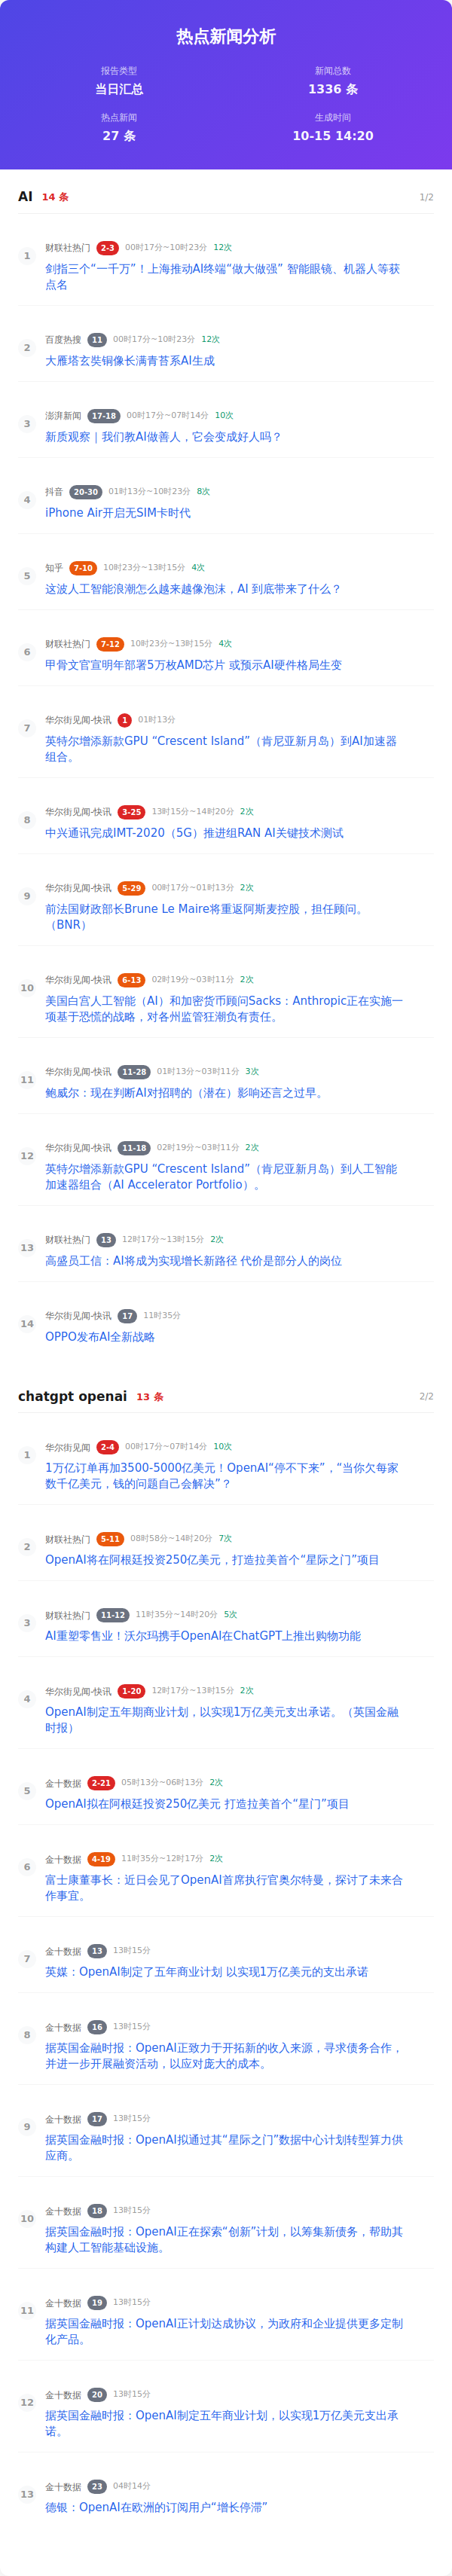 热点新闻分析
报告类型
当日汇总
新闻总数
1336 条
热点新闻
27 条
生成时间
10-15 14:20
AI 14 条 1/2
1
财联社热门 2-3 00时17分~10时23分 12次
剑指三个“一千万”！上海推动AI终端“做大做强” 智能眼镜、机器人等获
点名
2
百度热搜 11 00时17分~10时23分 12次
大雁塔玄奘铜像长满青苔系AI生成
3
澎湃新闻 17-18 00时17分~07时14分 10次
新质观察｜我们教AI做善人，它会变成好人吗？
4
抖音 20-30 01时13分~10时23分 8次
iPhone Air开启无SIM卡时代
5
知乎 7-10 10时23分~13时15分 4次
这波人工智能浪潮怎么越来越像泡沫，AI 到底带来了什么？
6
财联社热门 7-12 10时23分~13时15分 4次
甲骨文官宣明年部署5万枚AMD芯片 或预示AI硬件格局生变
7
华尔街见闻-快讯 1 01时13分
英特尔增添新款GPU “Crescent Island”（肯尼亚新月岛）到AI加速器
组合。
8
华尔街见闻-快讯 3-25 13时15分~14时20分 2次
中兴通讯完成IMT-2020（5G）推进组RAN AI关键技术测试
9
华尔街见闻-快讯 5-29 00时17分~01时13分 2次
前法国财政部长Brune Le Maire将重返阿斯麦控股，担任顾问。
（BNR）
10
华尔街见闻-快讯 6-13 02时19分~03时11分 2次
美国白宫人工智能（AI）和加密货币顾问Sacks：Anthropic正在实施一
项基于恐慌的战略，对各州监管狂潮负有责任。
11
华尔街见闻-快讯 11-28 01时13分~03时11分 3次
鲍威尔：现在判断AI对招聘的（潜在）影响还言之过早。
12
华尔街见闻-快讯 11-18 02时19分~03时11分 2次
英特尔增添新款GPU “Crescent Island”（肯尼亚新月岛）到人工智能
加速器组合（AI Accelerator Portfolio）。
13
财联社热门 13 12时17分~13时15分 2次
高盛员工信：AI将成为实现增长新路径 代价是部分人的岗位
14
华尔街见闻-快讯 17 11时35分
OPPO发布AI全新战略
chatgpt openai 13 条 2/2
1
华尔街见闻 2-4 00时17分~07时14分 10次
1万亿订单再加3500-5000亿美元！OpenAI“停不下来”，“当你欠每家
数千亿美元，钱的问题自己会解决”？
2
财联社热门 5-11 08时58分~14时20分 7次
OpenAI将在阿根廷投资250亿美元，打造拉美首个“星际之门”项目
3
财联社热门 11-12 11时35分~14时20分 5次
AI重塑零售业！沃尔玛携手OpenAI在ChatGPT上推出购物功能
4
华尔街见闻-快讯 1-20 12时17分~13时15分 2次
OpenAI制定五年期商业计划，以实现1万亿美元支出承诺。（英国金融
时报）
5
金十数据 2-21 05时13分~06时13分 2次
OpenAI拟在阿根廷投资250亿美元 打造拉美首个“星门”项目
6
金十数据 4-19 11时35分~12时17分 2次
富士康董事长：近日会见了OpenAI首席执行官奥尔特曼，探讨了未来合
作事宜。
7
金十数据 13 13时15分
英媒：OpenAI制定了五年商业计划 以实现1万亿美元的支出承诺
8
金十数据 16 13时15分
据英国金融时报：OpenAI正致力于开拓新的收入来源，寻求债务合作，
并进一步开展融资活动，以应对庞大的成本。
9
金十数据 17 13时15分
据英国金融时报：OpenAI拟通过其“星际之门”数据中心计划转型算力供
应商。
10
金十数据 18 13时15分
据英国金融时报：OpenAI正在探索“创新”计划，以筹集新债务，帮助其
构建人工智能基础设施。
11
金十数据 19 13时15分
据英国金融时报：OpenAI正计划达成协议，为政府和企业提供更多定制
化产品。
12
金十数据 20 13时15分
据英国金融时报：OpenAI制定五年商业计划，以实现1万亿美元支出承
诺。
13
金十数据 23 04时14分
德银：OpenAI在欧洲的订阅用户“增长停滞”